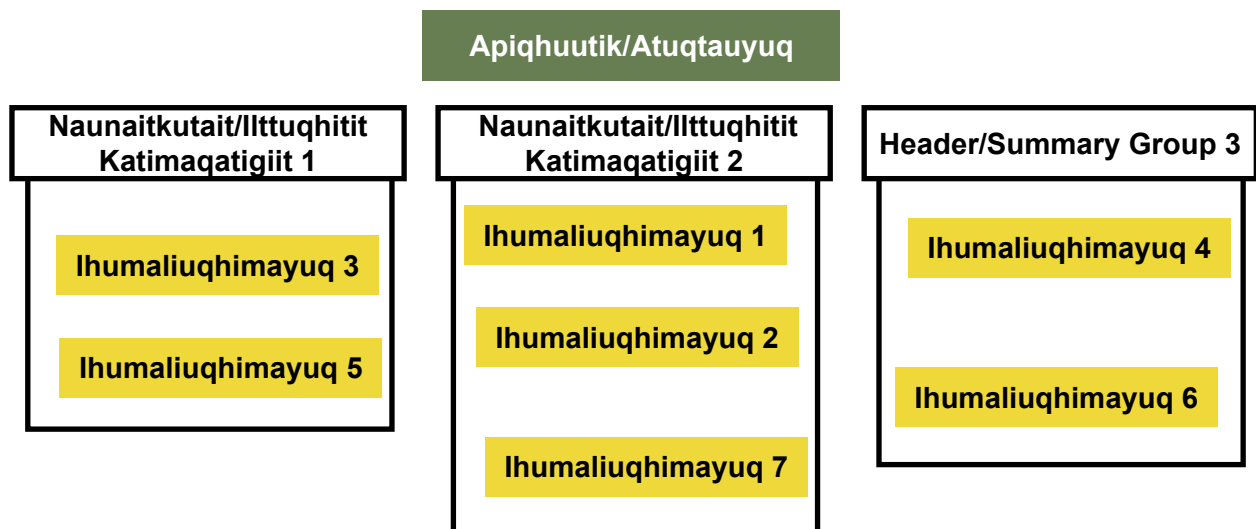 Apiqhuutik/Atuqtauyuq
Naunaitkutait/Ilttuqhitit
Katimaqatigiit 1
Ihumaliuqhimayuq 3
Ihumaliuqhimayuq 5
Naunaitkutait/Ilttuqhitit
Katimaqatigiit 2
Ihumaliuqhimayuq 1
Ihumaliuqhimayuq 2
Ihumaliuqhimayuq 7
Header/Summary Group 3
Ihumaliuqhimayuq 4
Ihumaliuqhimayuq 6